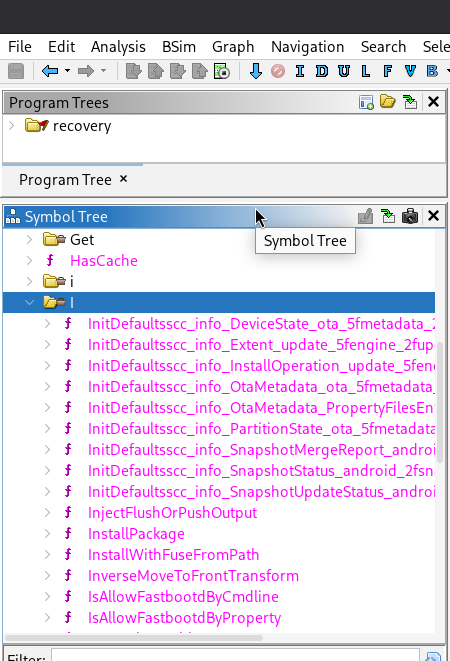 File Edit Analysis BSim Graph Navigation Search Sele
I D U L F V B
Program Trees
recovery
Program Tree ×
Symbol Tree
Get
Symbol Tree
f HasCache
i
I
f InitDefaultsscc_info_DeviceState_ota_5fmetadata_2
f InitDefaultsscc_info_Extent_update_5fengine_2fup
f InitDefaultsscc_info_InstallOperation_update_5fen
f InitDefaultsscc_info_OtaMetadata_ota_5fmetadata_
f InitDefaultsscc_info_OtaMetadata_PropertyFilesEn
f InitDefaultsscc_info_PartitionState_ota_5fmetadata
f InitDefaultsscc_info_SnapshotMergeReport_androi
f InitDefaultsscc_info_SnapshotStatus_android_2fsn
f InitDefaultsscc_info_SnapshotUpdateStatus_androi
f InjectFlushOrPushOutput
f InstallPackage
f InstallWithFuseFromPath
f InverseMoveToFrontTransform
f IsAllowFastbootdByCmdline
f IsAllowFastbootdByProperty
Filter: